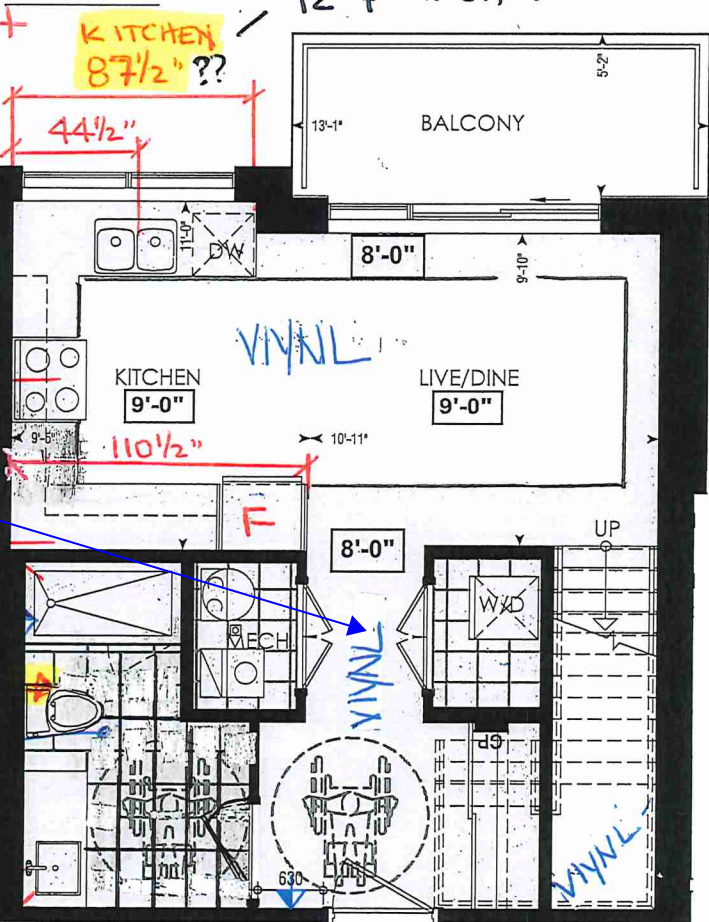 KITCHEN
87½" ??
44½"
5'-2"
13'-1"
BALCONY
11'-0"
DW
8'-0"
9'-10"
VIYNL
KITCHEN
9'-0"
LIVE/DINE
9'-0"
9'-5"
110½"
10'-11"
F
8'-0"
UP
MECH
W/D
VIYNL
GP
VIYNL
630